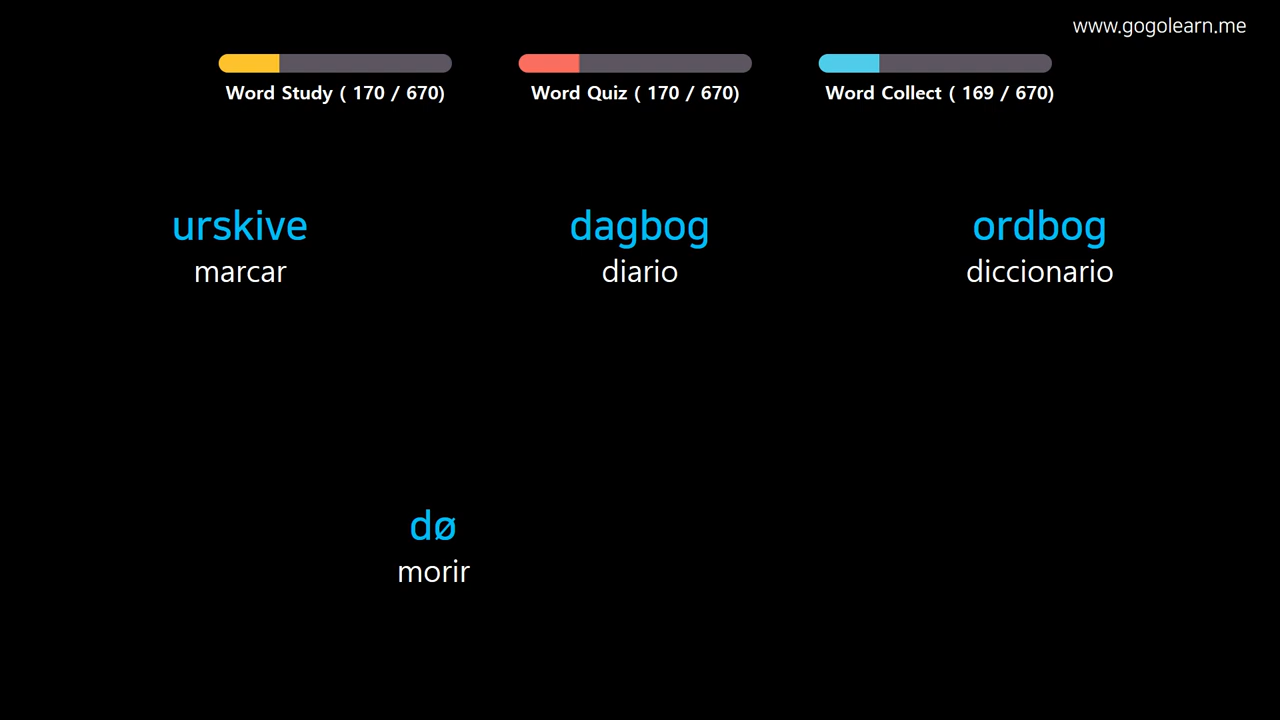 www.gogolearn.me
Word Study ( 170 / 670)
Word Quiz ( 170 / 670)
Word Collect ( 169 / 670)
urskive
marcar
dagbog
diario
ordbog
diccionario
dø
morir